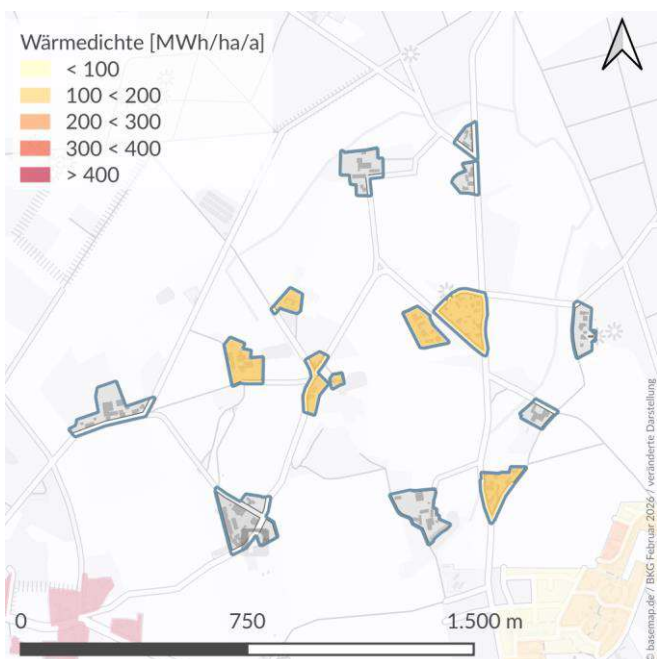 Wärmedichte [MWh/ha/a]
< 100
100 < 200
200 < 300
300 < 400
> 400
0 750 1.500 m
© basemap.de / BKG Februar 2026 / veränderte Darstellung